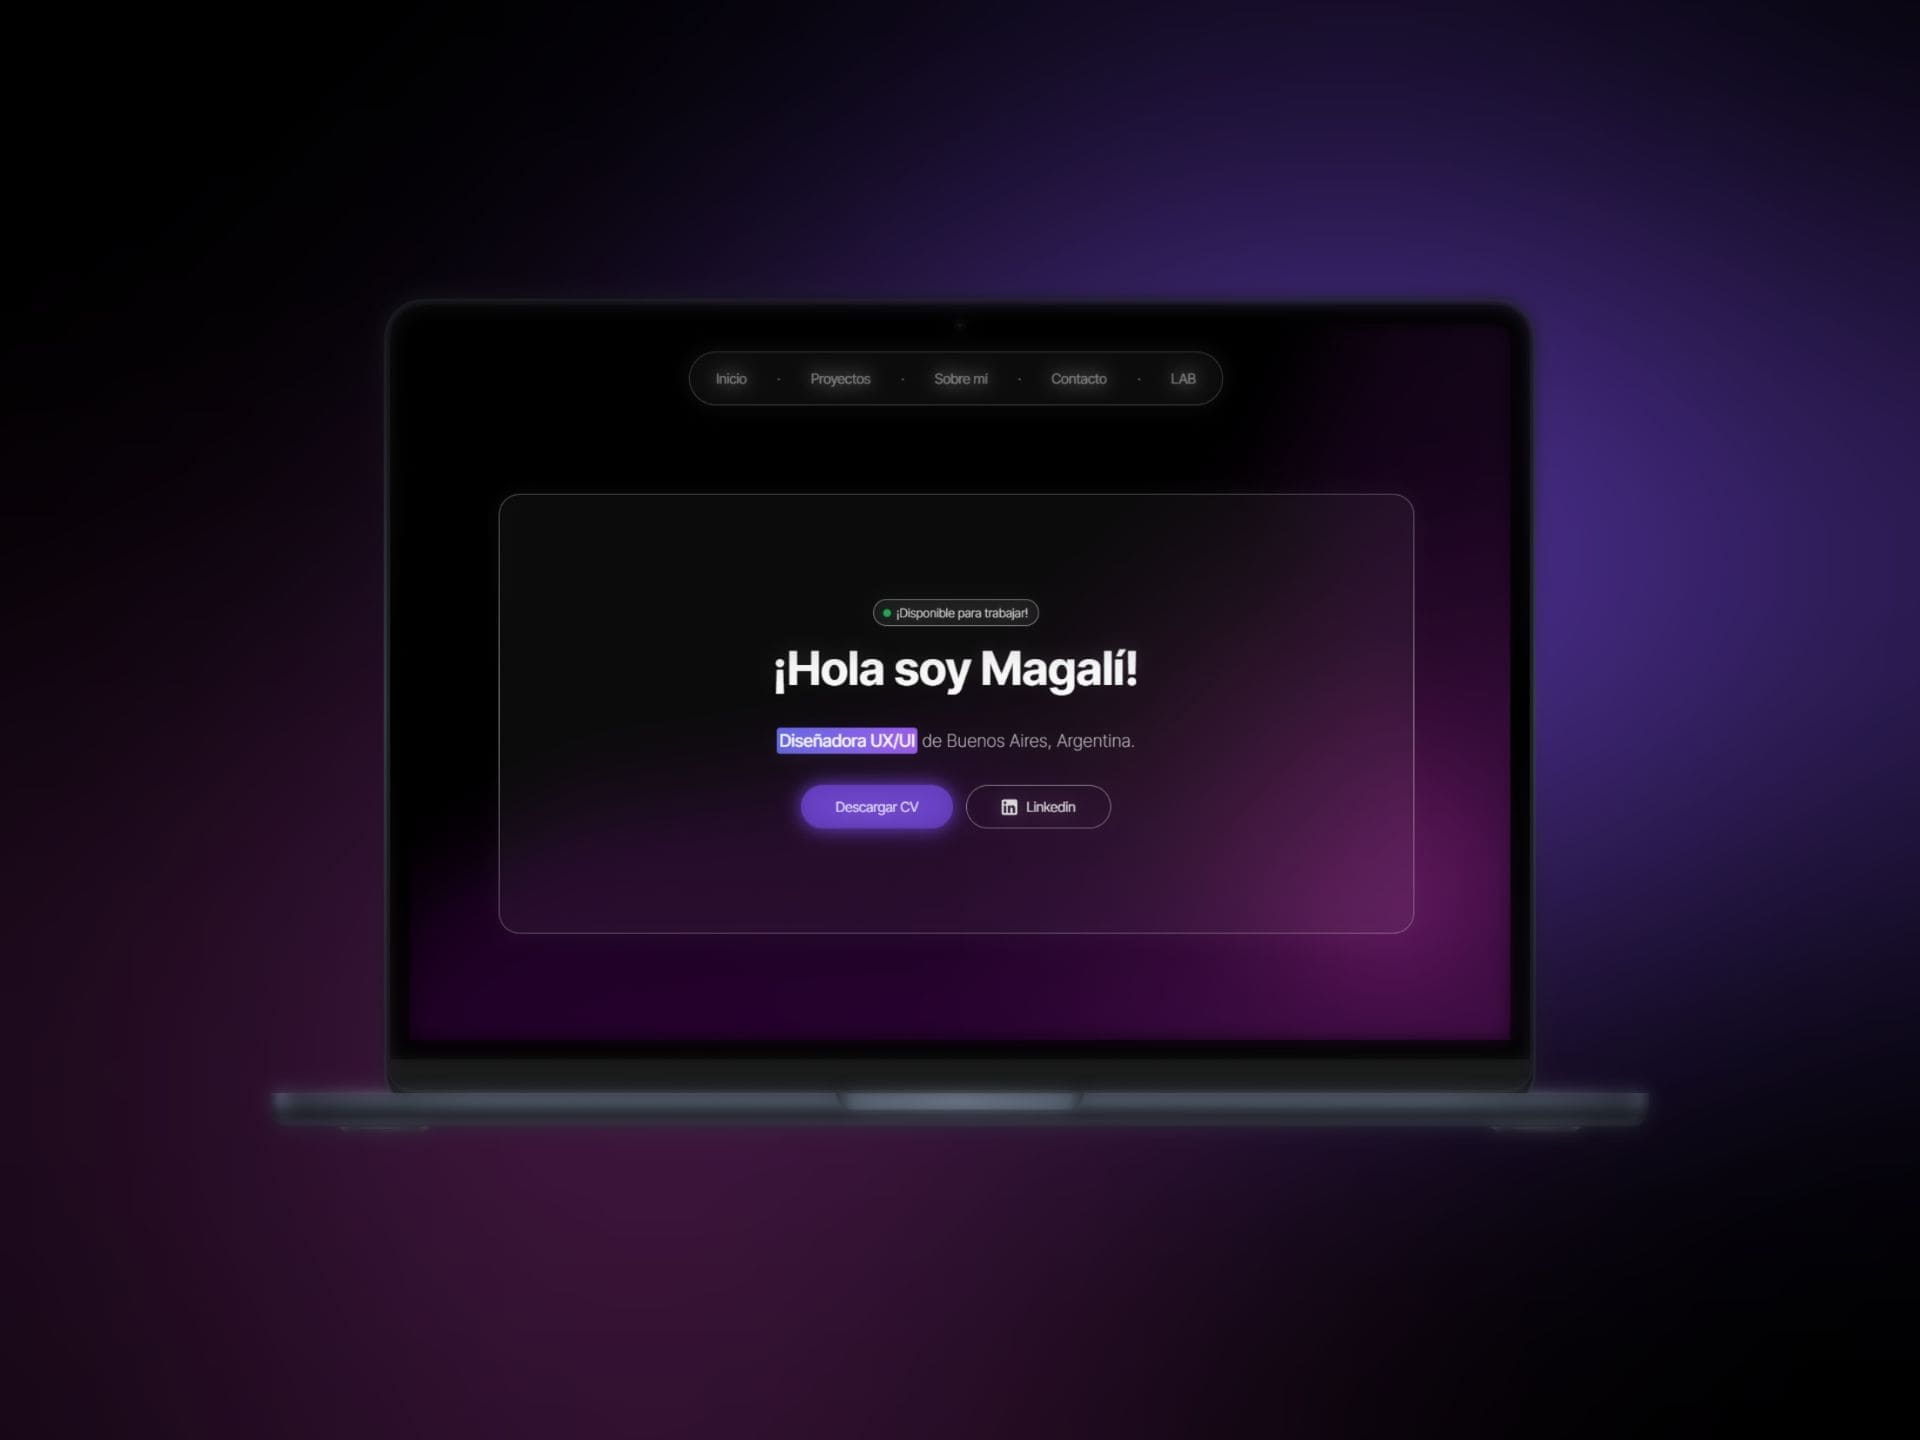 Inicio · Proyectos · Sobre mí · Contacto · LAB
¡Disponible para trabajar!
¡Hola soy Magalí!
Diseñadora UX/UI de Buenos Aires, Argentina.
Descargar CV
in Linkedin